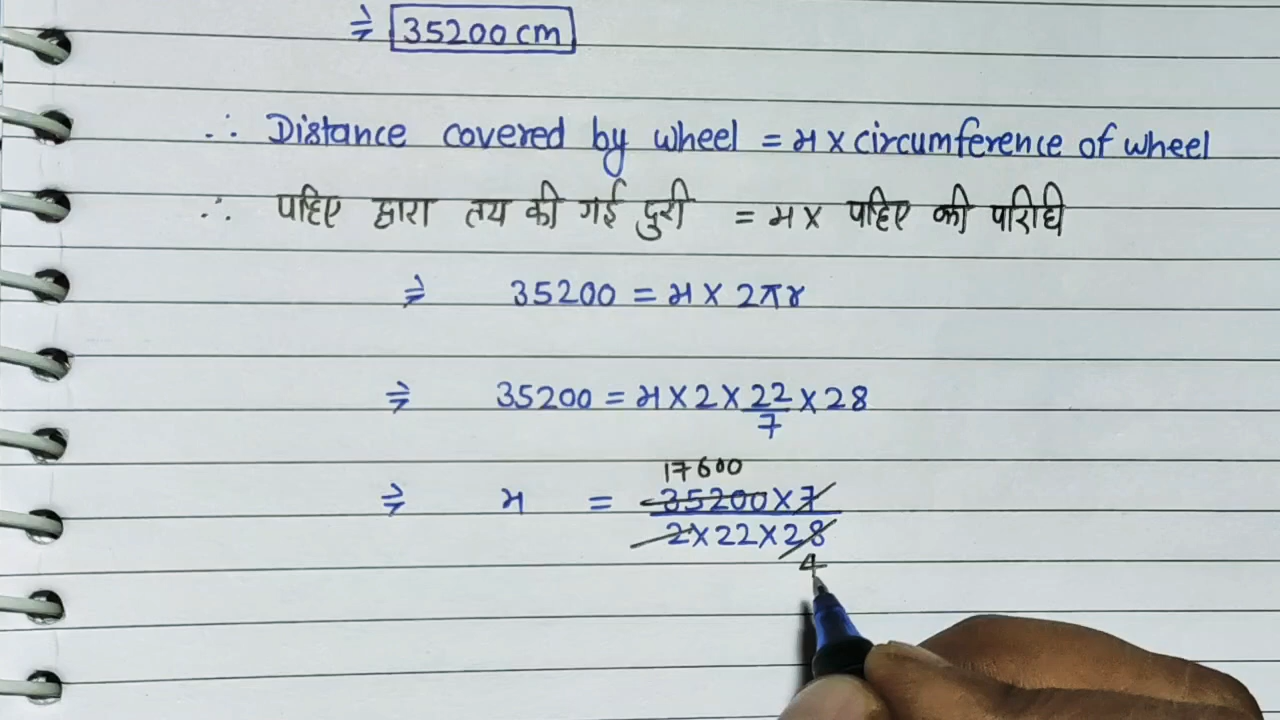 ⇒ 35200 cm
∴ Distance covered by wheel = n × circumference of wheel
∴ पहिए द्वारा तय की गई दुरी = n × पहिए की परिधि
⇒ 35200 = n × 2πr
⇒ 35200 = n × 2 × 22/7 × 28
17600
⇒ n = 35200 × 7
2 × 22 × 28
4